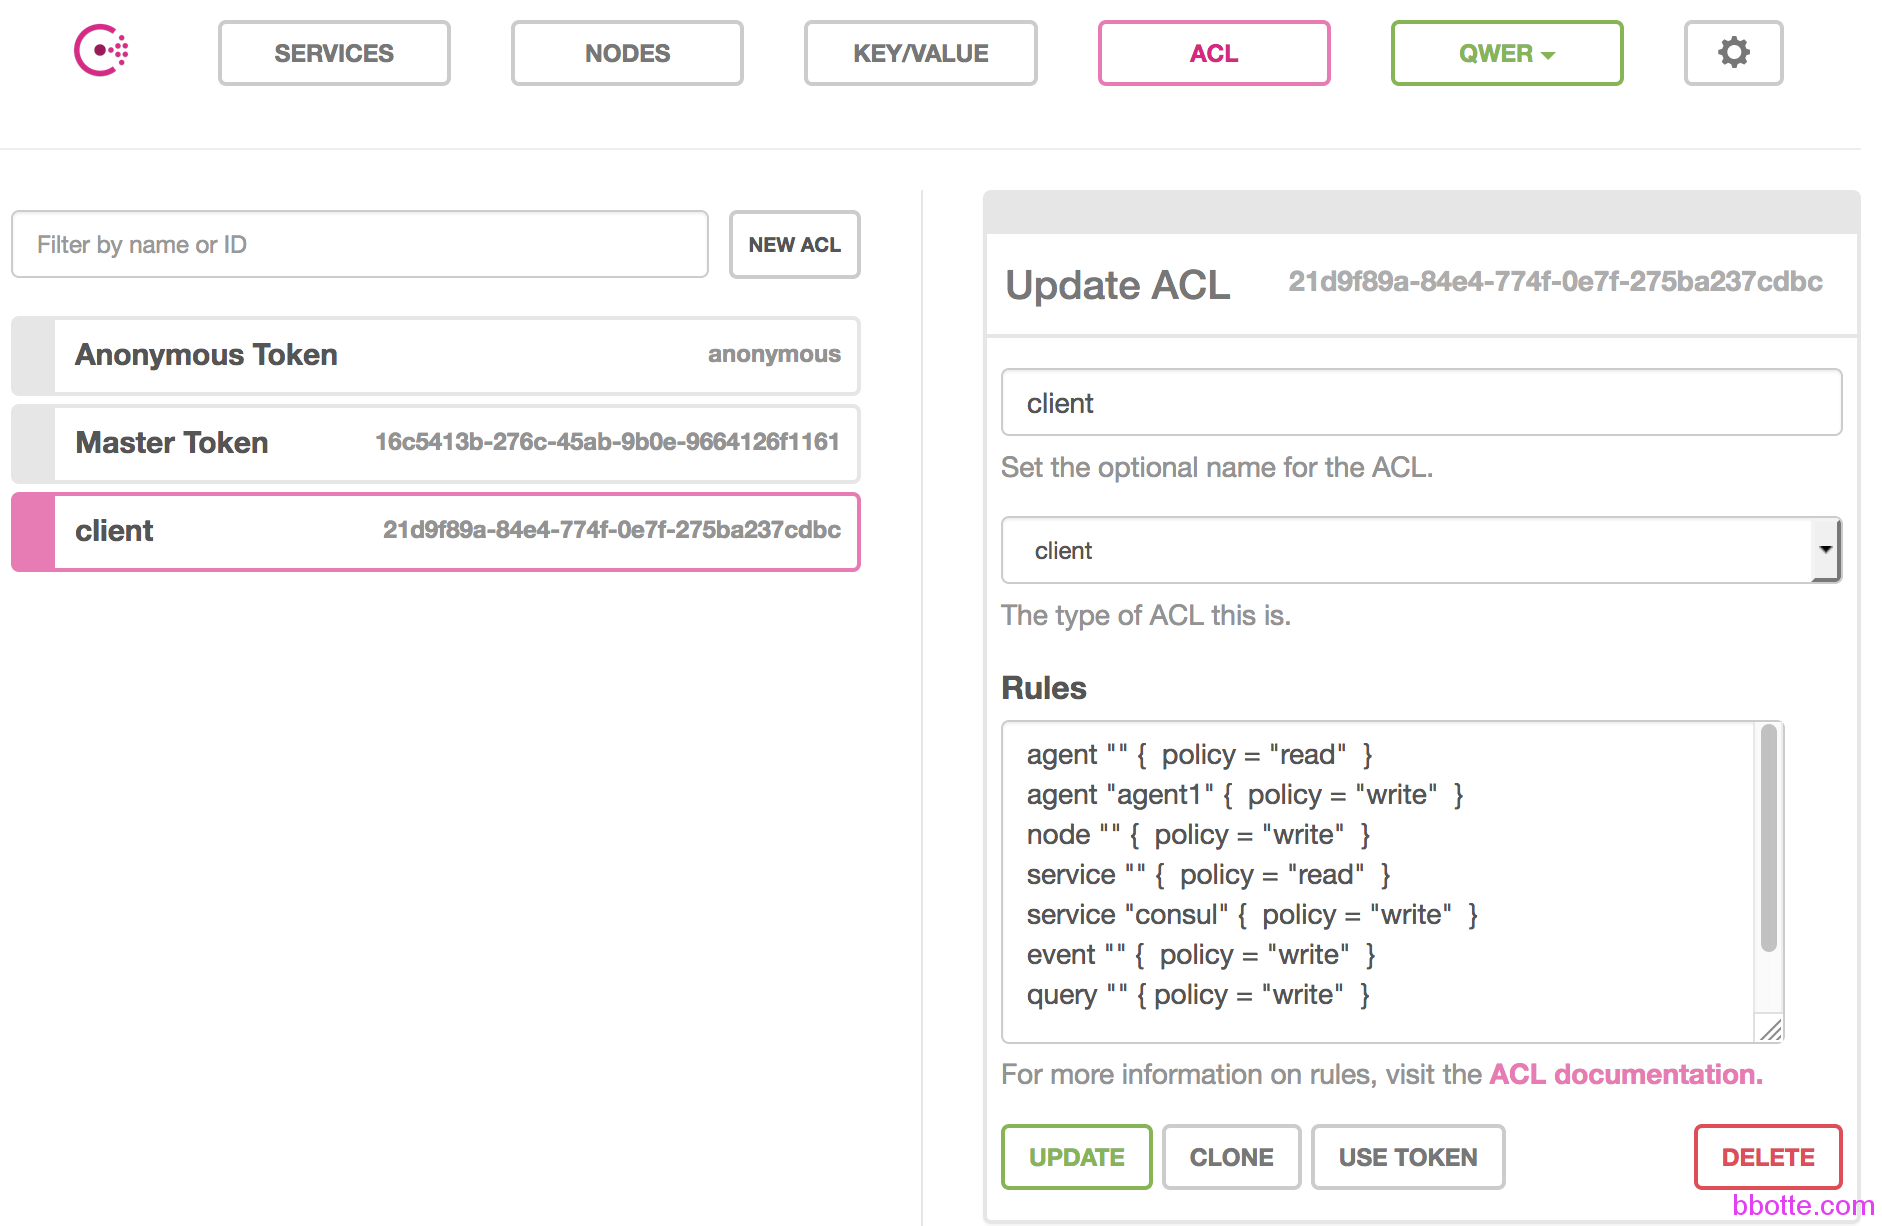 SERVICES
NODES
KEY/VALUE
ACL
QWER
Filter by name or ID
NEW ACL
Anonymous Token anonymous
Master Token 16c5413b-276c-45ab-9b0e-9664126f1161
client 21d9f89a-84e4-774f-0e7f-275ba237cdbc
Update ACL 21d9f89a-84e4-774f-0e7f-275ba237cdbc
client
Set the optional name for the ACL.
client
The type of ACL this is.
Rules
agent "" {  policy = "read"  }
agent "agent1" {  policy = "write"  }
node "" {  policy = "write"  }
service "" {  policy = "read"  }
service "consul" {  policy = "write"  }
event "" {  policy = "write"  }
query "" { policy = "write"  }
For more information on rules, visit the ACL documentation.
UPDATE
CLONE
USE TOKEN
DELETE
bbotte.com